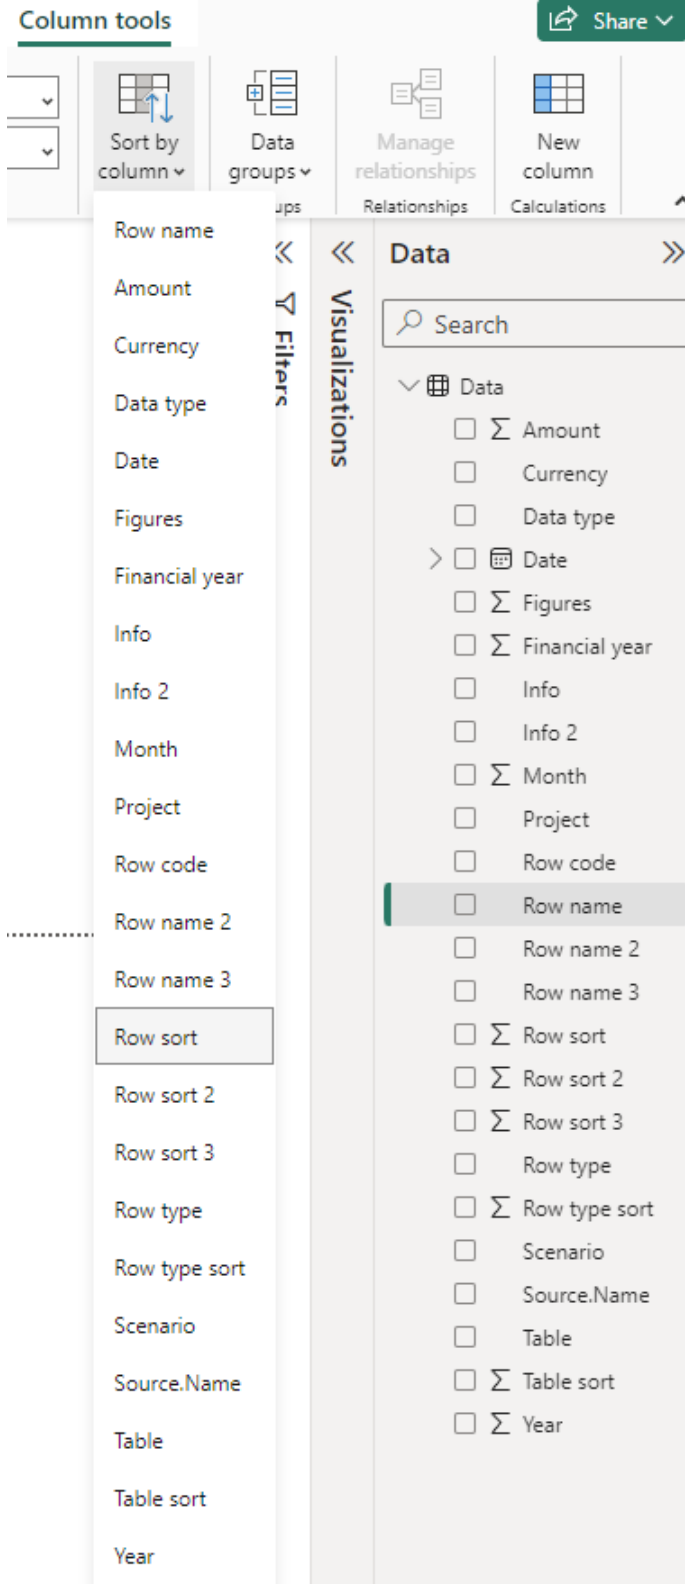 Column tools
Share
Sort by
column
Data
groups
Manage
relationships
New
column
ups
Relationships
Calculations
Row name
Amount
Currency
Data type
Date
Figures
Financial year
Info
Info 2
Month
Project
Row code
Row name 2
Row name 3
Row sort
Row sort 2
Row sort 3
Row type
Row type sort
Scenario
Source.Name
Table
Table sort
Year
Filters
Visualizations
Data
Search
Data
Σ Amount
Currency
Data type
Date
Σ Figures
Σ Financial year
Info
Info 2
Σ Month
Project
Row code
Row name
Row name 2
Row name 3
Σ Row sort
Σ Row sort 2
Σ Row sort 3
Row type
Σ Row type sort
Scenario
Source.Name
Table
Σ Table sort
Σ Year